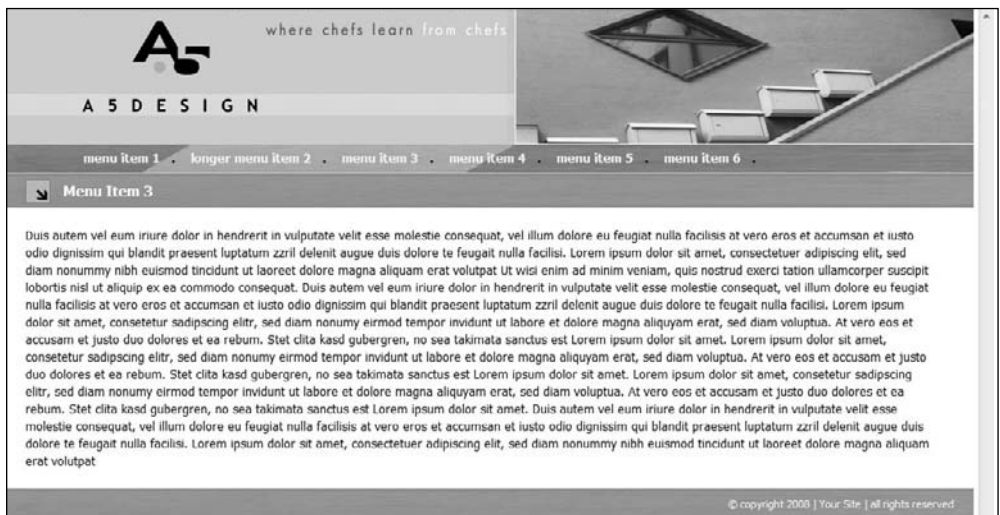 where chefs learn from chefs
A5
A5DESIGN
menu item 1 . longer menu item 2 . menu item 3 . menu item 4 . menu item 5 . menu item 6 .
Menu Item 3
Duis autem vel eum iriure dolor in hendrerit in vulputate velit esse molestie consequat, vel illum dolore eu feugiat nulla facilisis at vero eros et accumsan et iusto
odio dignissim qui blandit praesent luptatum zzril delenit augue duis dolore te feugait nulla facilisi. Lorem ipsum dolor sit amet, consectetuer adipiscing elit, sed
diam nonummy nibh euismod tincidunt ut laoreet dolore magna aliquam erat volutpat Ut wisi enim ad minim veniam, quis nostrud exerci tation ullamcorper suscipit
lobortis nisl ut aliquip ex ea commodo consequat. Duis autem vel eum iriure dolor in hendrerit in vulputate velit esse molestie consequat, vel illum dolore eu feugiat
nulla facilisis at vero eros et accumsan et iusto odio dignissim qui blandit praesent luptatum zzril delenit augue duis dolore te feugait nulla facilisi. Lorem ipsum
dolor sit amet, consetetur sadipscing elitr, sed diam nonumy eirmod tempor invidunt ut labore et dolore magna aliquyam erat, sed diam voluptua. At vero eos et
accusam et justo duo dolores et ea rebum. Stet clita kasd gubergren, no sea takimata sanctus est Lorem ipsum dolor sit amet. Lorem ipsum dolor sit amet,
consetetur sadipscing elitr, sed diam nonumy eirmod tempor invidunt ut labore et dolore magna aliquyam erat, sed diam voluptua. At vero eos et accusam et justo
duo dolores et ea rebum. Stet clita kasd gubergren, no sea takimata sanctus est Lorem ipsum dolor sit amet. Lorem ipsum dolor sit amet, consetetur sadipscing
elitr, sed diam nonumy eirmod tempor invidunt ut labore et dolore magna aliquyam erat, sed diam voluptua. At vero eos et accusam et justo duo dolores et ea
rebum. Stet clita kasd gubergren, no sea takimata sanctus est Lorem ipsum dolor sit amet. Duis autem vel eum iriure dolor in hendrerit in vulputate velit esse
molestie consequat, vel illum dolore eu feugiat nulla facilisis at vero eros et accumsan et iusto odio dignissim qui blandit praesent luptatum zzril delenit augue duis
dolore te feugait nulla facilisi. Lorem ipsum dolor sit amet, consectetuer adipiscing elit, sed diam nonummy nibh euismod tincidunt ut laoreet dolore magna aliquam
erat volutpat
© copyright 2008 | Your Site | all rights reserved